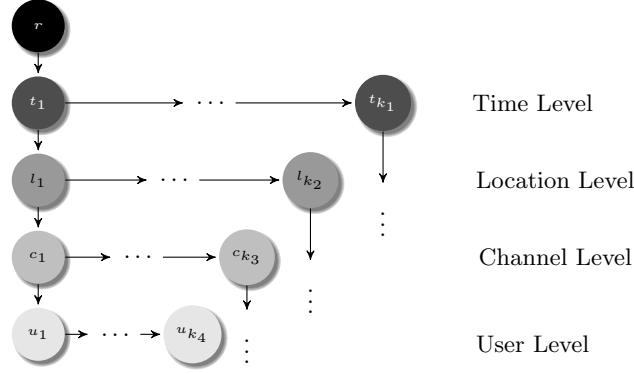 r
t1 ··· tk1 Time Level
l1 ··· lk2 Location Level
⋮
c1 ··· ck3 Channel Level
⋮
u1 ··· uk4 ⋮ User Level